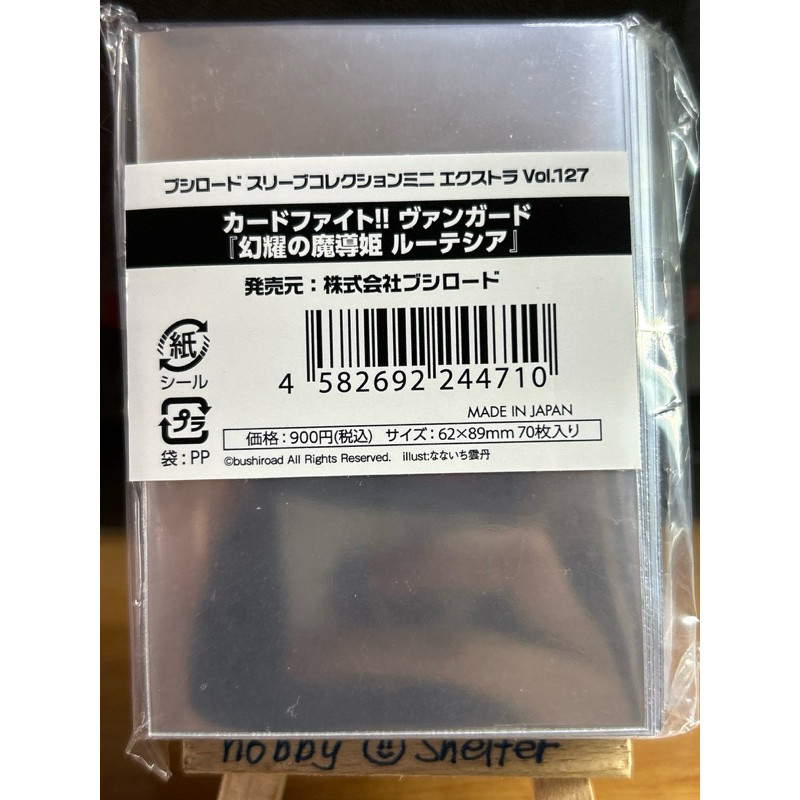 ブシロード スリーブコレクションミニ エクストラ Vol.127
カードファイト!! ヴァンガード
『幻耀の魔導姫 ルーテシア』
発売元：株式会社ブシロード
紙
シール
プラ
袋：PP
4 582692 244710
MADE IN JAPAN
価格：900円(税込) サイズ：62×89mm 70枚入り
©bushiroad All Rights Reserved. illust:なないち雲丹
hobby shelter